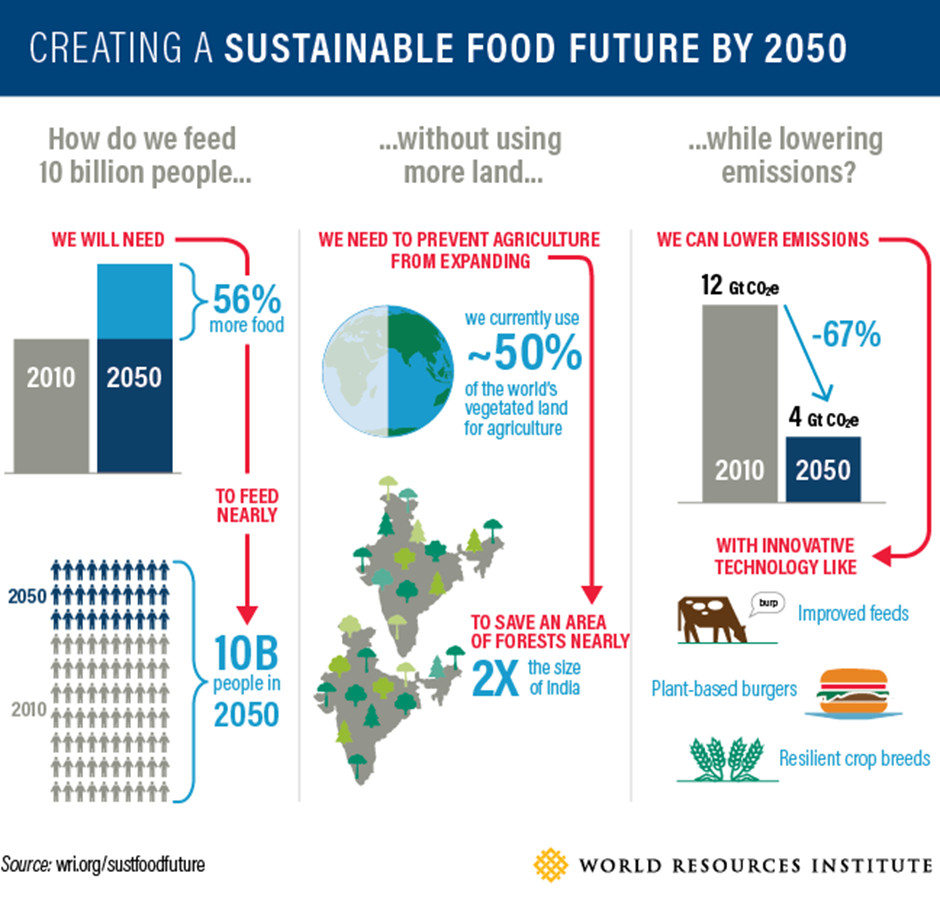 CREATING A SUSTAINABLE FOOD FUTURE BY 2050
How do we feed
10 billion people...
WE WILL NEED
56%
more food
2010
2050
TO FEED
NEARLY
2050
2010
10B
people in
2050
...without using
more land...
WE NEED TO PREVENT AGRICULTURE
FROM EXPANDING
we currently use
~50%
of the world's
vegetated land
for agriculture
TO SAVE AN AREA
OF FORESTS NEARLY
2X
the size
of India
...while lowering
emissions?
WE CAN LOWER EMISSIONS
12 Gt CO₂e
-67%
4 Gt CO₂e
2010
2050
WITH INNOVATIVE
TECHNOLOGY LIKE
burp
Improved feeds
Plant-based burgers
Resilient crop breeds
Source: wri.org/sustfoodfuture
WORLD RESOURCES INSTITUTE